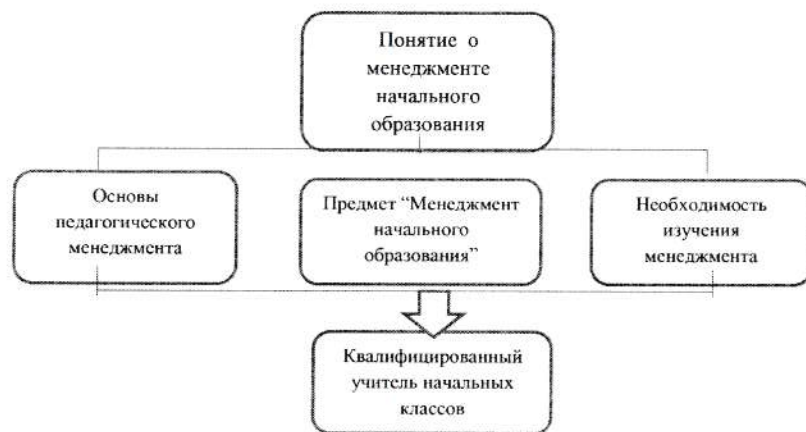 Понятие о
менеджменте
начального
образования
Основы
педагогического
менеджмента
Предмет “Менеджмент
начального
образования”
Необходимость
изучения
менеджмента
Квалифицированный
учитель начальных
классов